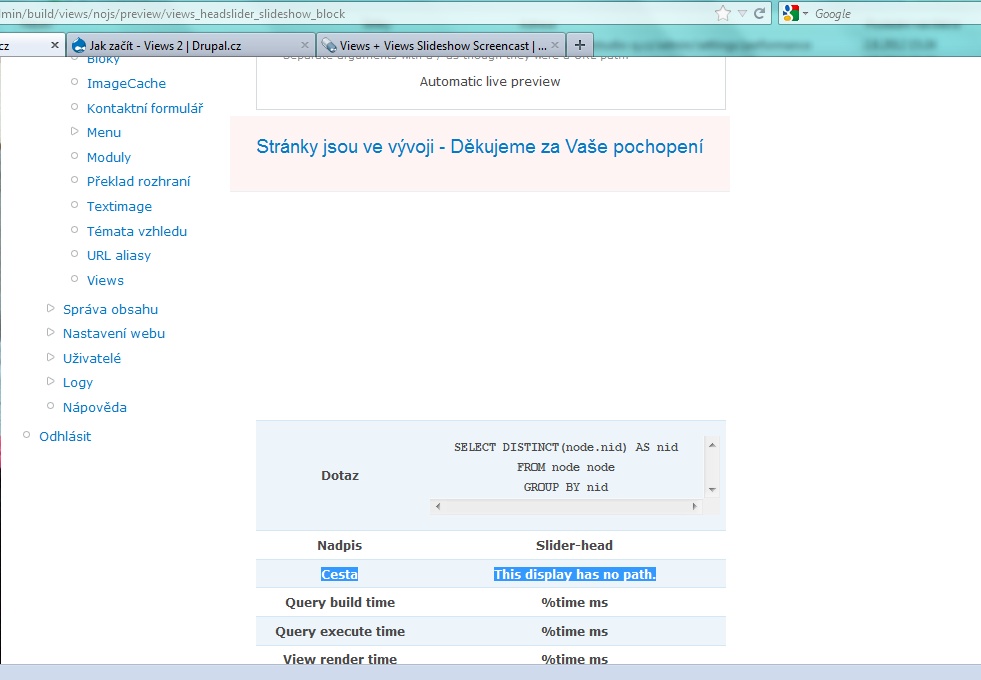 min/build/views/nojs/preview/views_headslider_slideshow_block
Google
cz
Jak začít - Views 2 | Drupal.cz
Views + Views Slideshow Screencast | ...
Bloky
ImageCache
Kontaktní formulář
Menu
Moduly
Překlad rozhraní
Textimage
Témata vzhledu
URL aliasy
Views
Správa obsahu
Nastavení webu
Uživatelé
Logy
Nápověda
Odhlásit
Separate arguments with a / as though they were a URL path.
Automatic live preview
Stránky jsou ve vývoji - Děkujeme za Vaše pochopení
Dotaz
SELECT DISTINCT(node.nid) AS nid
FROM node node
GROUP BY nid
Nadpis Slider-head
Cesta This display has no path.
Query build time %time ms
Query execute time %time ms
View render time %time ms